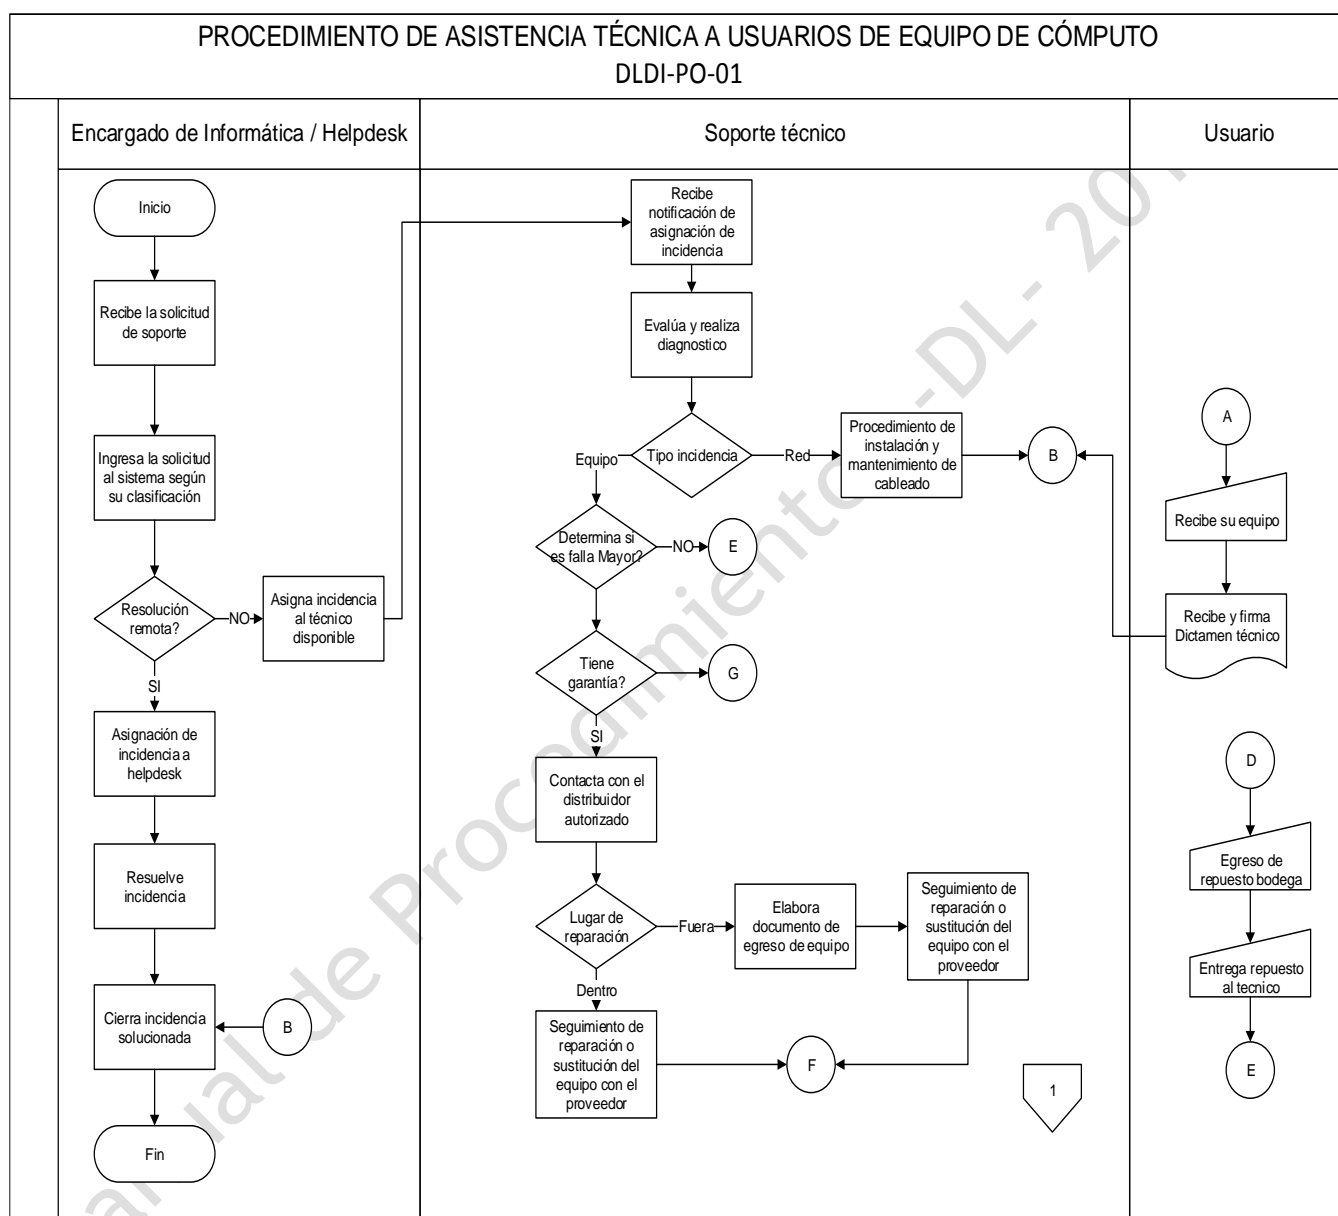 PROCEDIMIENTO DE ASISTENCIA TÉCNICA A USUARIOS DE EQUIPO DE CÓMPUTO
DLDI-PO-01
Encargado de Informática / Helpdesk
Soporte técnico
Usuario
Inicio
Recibe la solicitud
de soporte
Ingresa la solicitud
al sistema según
su clasificación
Resolución
remota?
NO
Asigna incidencia
al técnico
disponible
SI
Asignación de
incidencia a
helpdesk
Resuelve
incidencia
Cierra incidencia
solucionada
B
Fin
Recibe
notificación de
asignación de
incidencia
Evalúa y realiza
diagnostico
Tipo incidencia
Equipo
Red
Procedimiento de
instalación y
mantenimiento de
cableado
B
Determina si
es falla Mayor?
NO
E
Tiene
garantía?
G
SI
Contacta con el
distribuidor
autorizado
Lugar de
reparación
Fuera
Elabora
documento de
egreso de equipo
Seguimiento de
reparación o
sustitución del
equipo con el
proveedor
Dentro
Seguimiento de
reparación o
sustitución del
equipo con el
proveedor
F
1
A
Recibe su equipo
Recibe y firma
Dictamen técnico
D
Egreso de
repuesto bodega
Entrega repuesto
al tecnico
E